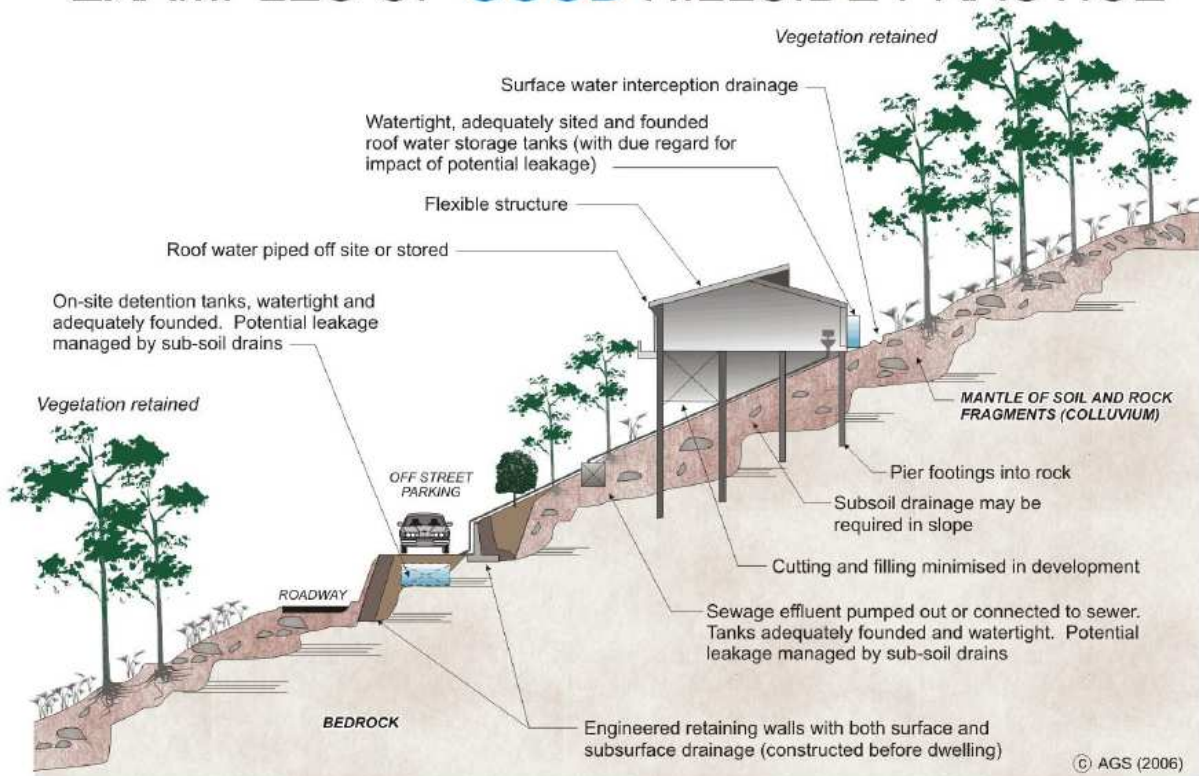 EXAMPLES OF GOOD HILLSIDE PRACTICE
Vegetation retained
Surface water interception drainage
Watertight, adequately sited and founded
roof water storage tanks (with due regard for
impact of potential leakage)
Flexible structure
Roof water piped off site or stored
On-site detention tanks, watertight and
adequately founded. Potential leakage
managed by sub-soil drains
Vegetation retained
MANTLE OF SOIL AND ROCK
FRAGMENTS (COLLUVIUM)
OFF STREET
PARKING
Pier footings into rock
Subsoil drainage may be
required in slope
Cutting and filling minimised in development
ROADWAY
Sewage effluent pumped out or connected to sewer.
Tanks adequately founded and watertight. Potential
leakage managed by sub-soil drains
BEDROCK
Engineered retaining walls with both surface and
subsurface drainage (constructed before dwelling)
© AGS (2006)